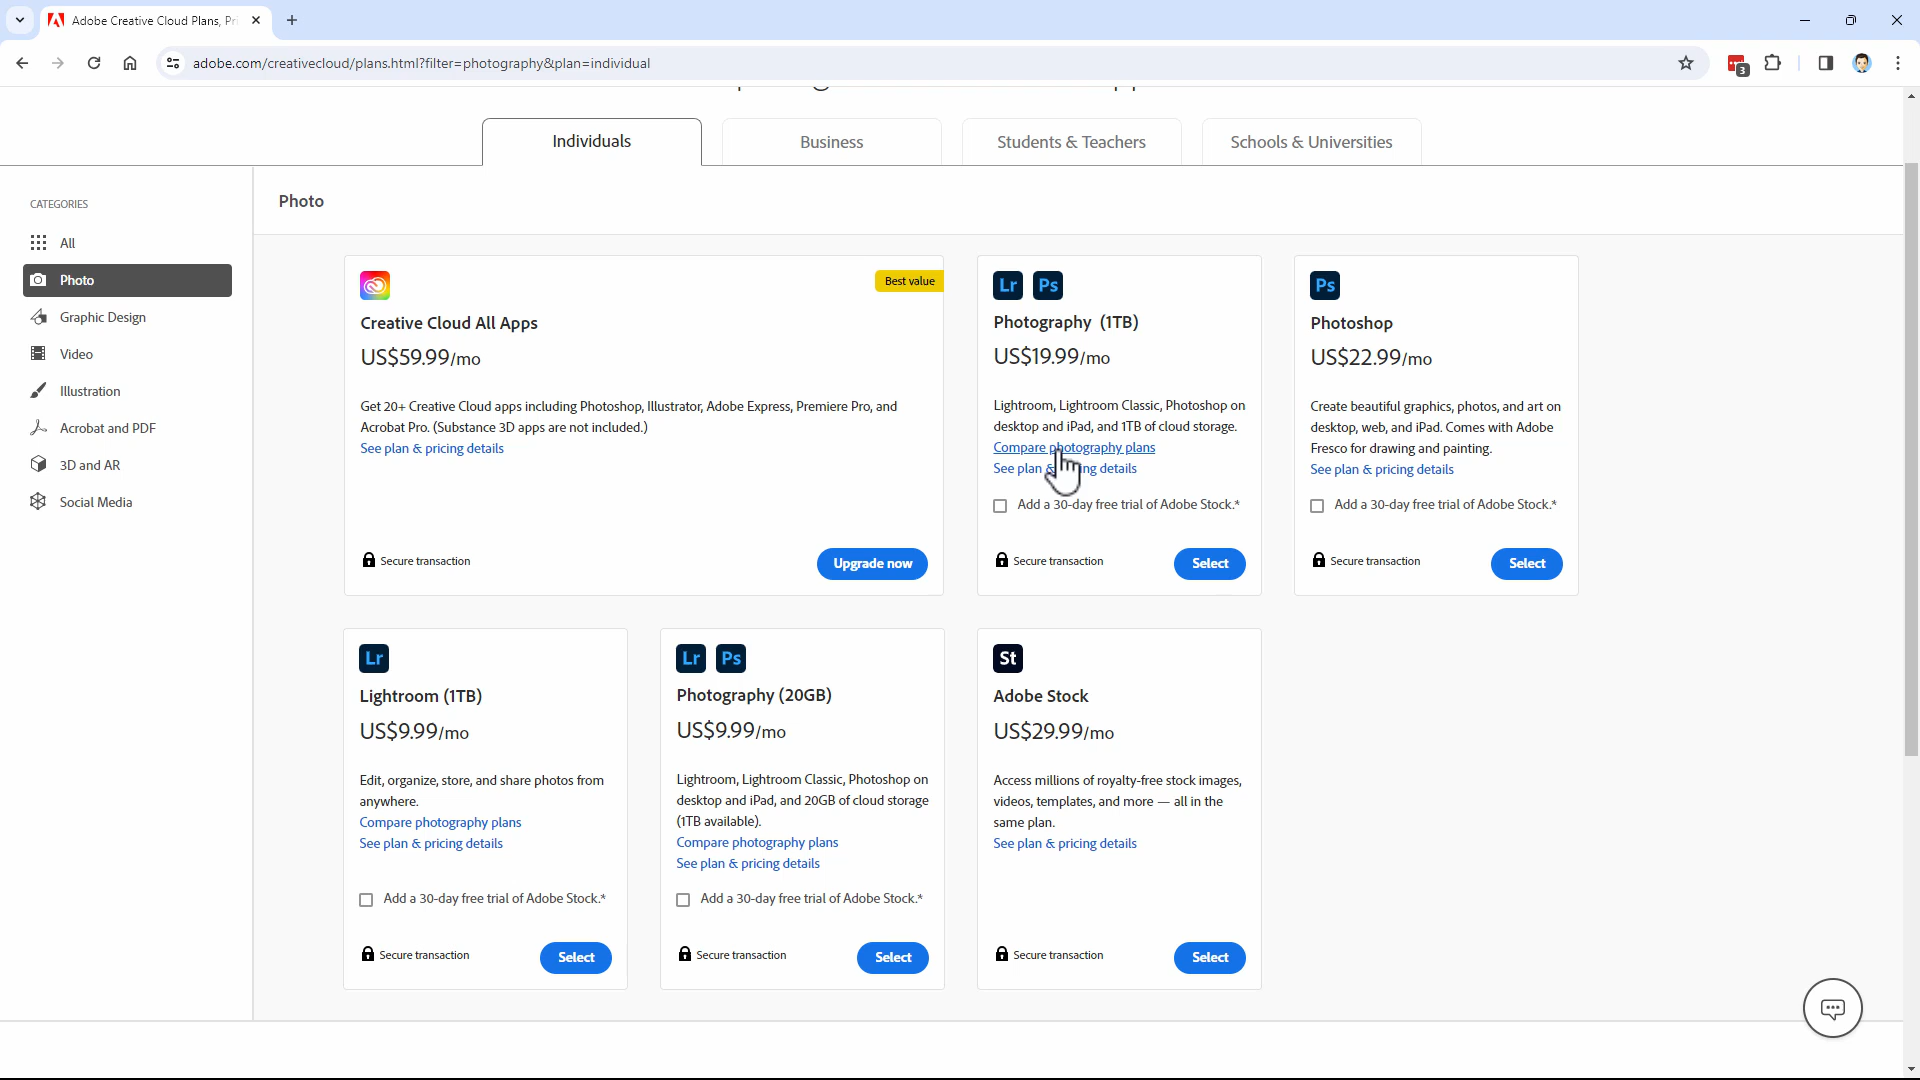 Adobe Creative Cloud Plans, Pri
adobe.com/creativecloud/plans.html?filter=photography&plan=individual
3
Individuals
Business
Students & Teachers
Schools & Universities
CATEGORIES
All
Photo
Graphic Design
Video
Illustration
Acrobat and PDF
3D and AR
Social Media
Photo
Best value
Creative Cloud All Apps
US$59.99/mo
Get 20+ Creative Cloud apps including Photoshop, Illustrator, Adobe Express, Premiere Pro, and
Acrobat Pro. (Substance 3D apps are not included.)
See plan & pricing details
Secure transaction
Upgrade now
Lr Ps
Photography (1TB)
US$19.99/mo
Lightroom, Lightroom Classic, Photoshop on
desktop and iPad, and 1TB of cloud storage.
Compare photography plans
See plan & pricing details
Add a 30-day free trial of Adobe Stock.*
Secure transaction
Select
Ps
Photoshop
US$22.99/mo
Create beautiful graphics, photos, and art on
desktop, web, and iPad. Comes with Adobe
Fresco for drawing and painting.
See plan & pricing details
Add a 30-day free trial of Adobe Stock.*
Secure transaction
Select
Lr
Lightroom (1TB)
US$9.99/mo
Edit, organize, store, and share photos from
anywhere.
Compare photography plans
See plan & pricing details
Add a 30-day free trial of Adobe Stock.*
Secure transaction
Select
Lr Ps
Photography (20GB)
US$9.99/mo
Lightroom, Lightroom Classic, Photoshop on
desktop and iPad, and 20GB of cloud storage
(1TB available).
Compare photography plans
See plan & pricing details
Add a 30-day free trial of Adobe Stock.*
Secure transaction
Select
St
Adobe Stock
US$29.99/mo
Access millions of royalty-free stock images,
videos, templates, and more — all in the
same plan.
See plan & pricing details
Secure transaction
Select